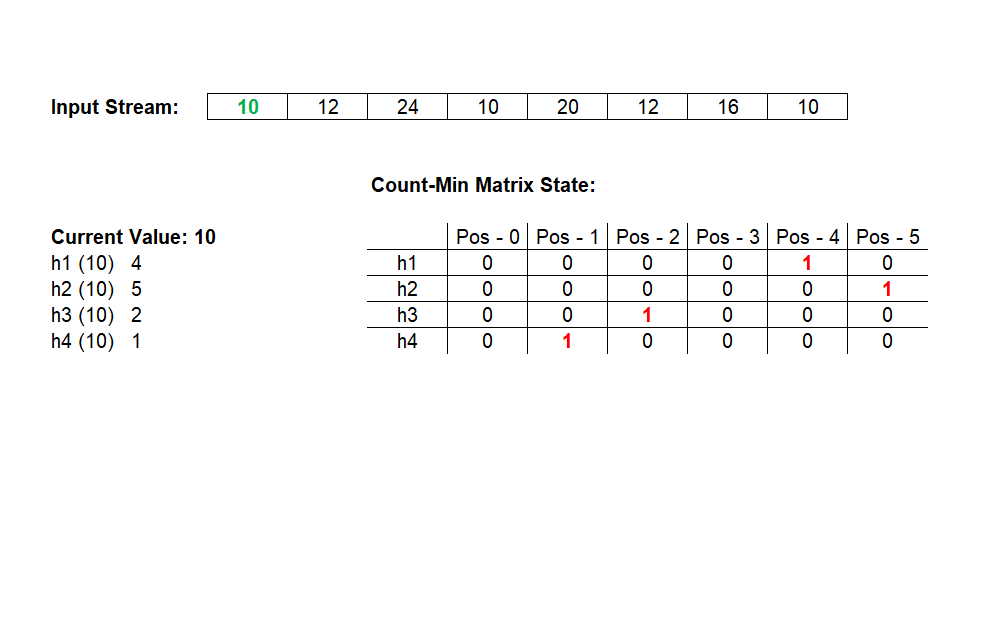 Input Stream: 10 12 24 10 20 12 16 10
Count-Min Matrix State:
Current Value: 10 Pos - 0 Pos - 1 Pos - 2 Pos - 3 Pos - 4 Pos - 5
h1 (10) 4 h1 0 0 0 0 1 0
h2 (10) 5 h2 0 0 0 0 0 1
h3 (10) 2 h3 0 0 1 0 0 0
h4 (10) 1 h4 0 1 0 0 0 0